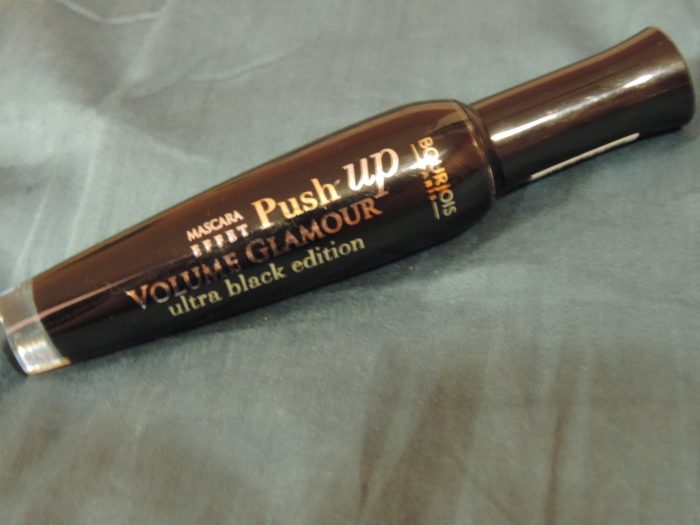 MASCARA
EFFET Push up
VOLUME GLAMOUR
ultra black edition
BOURJOIS